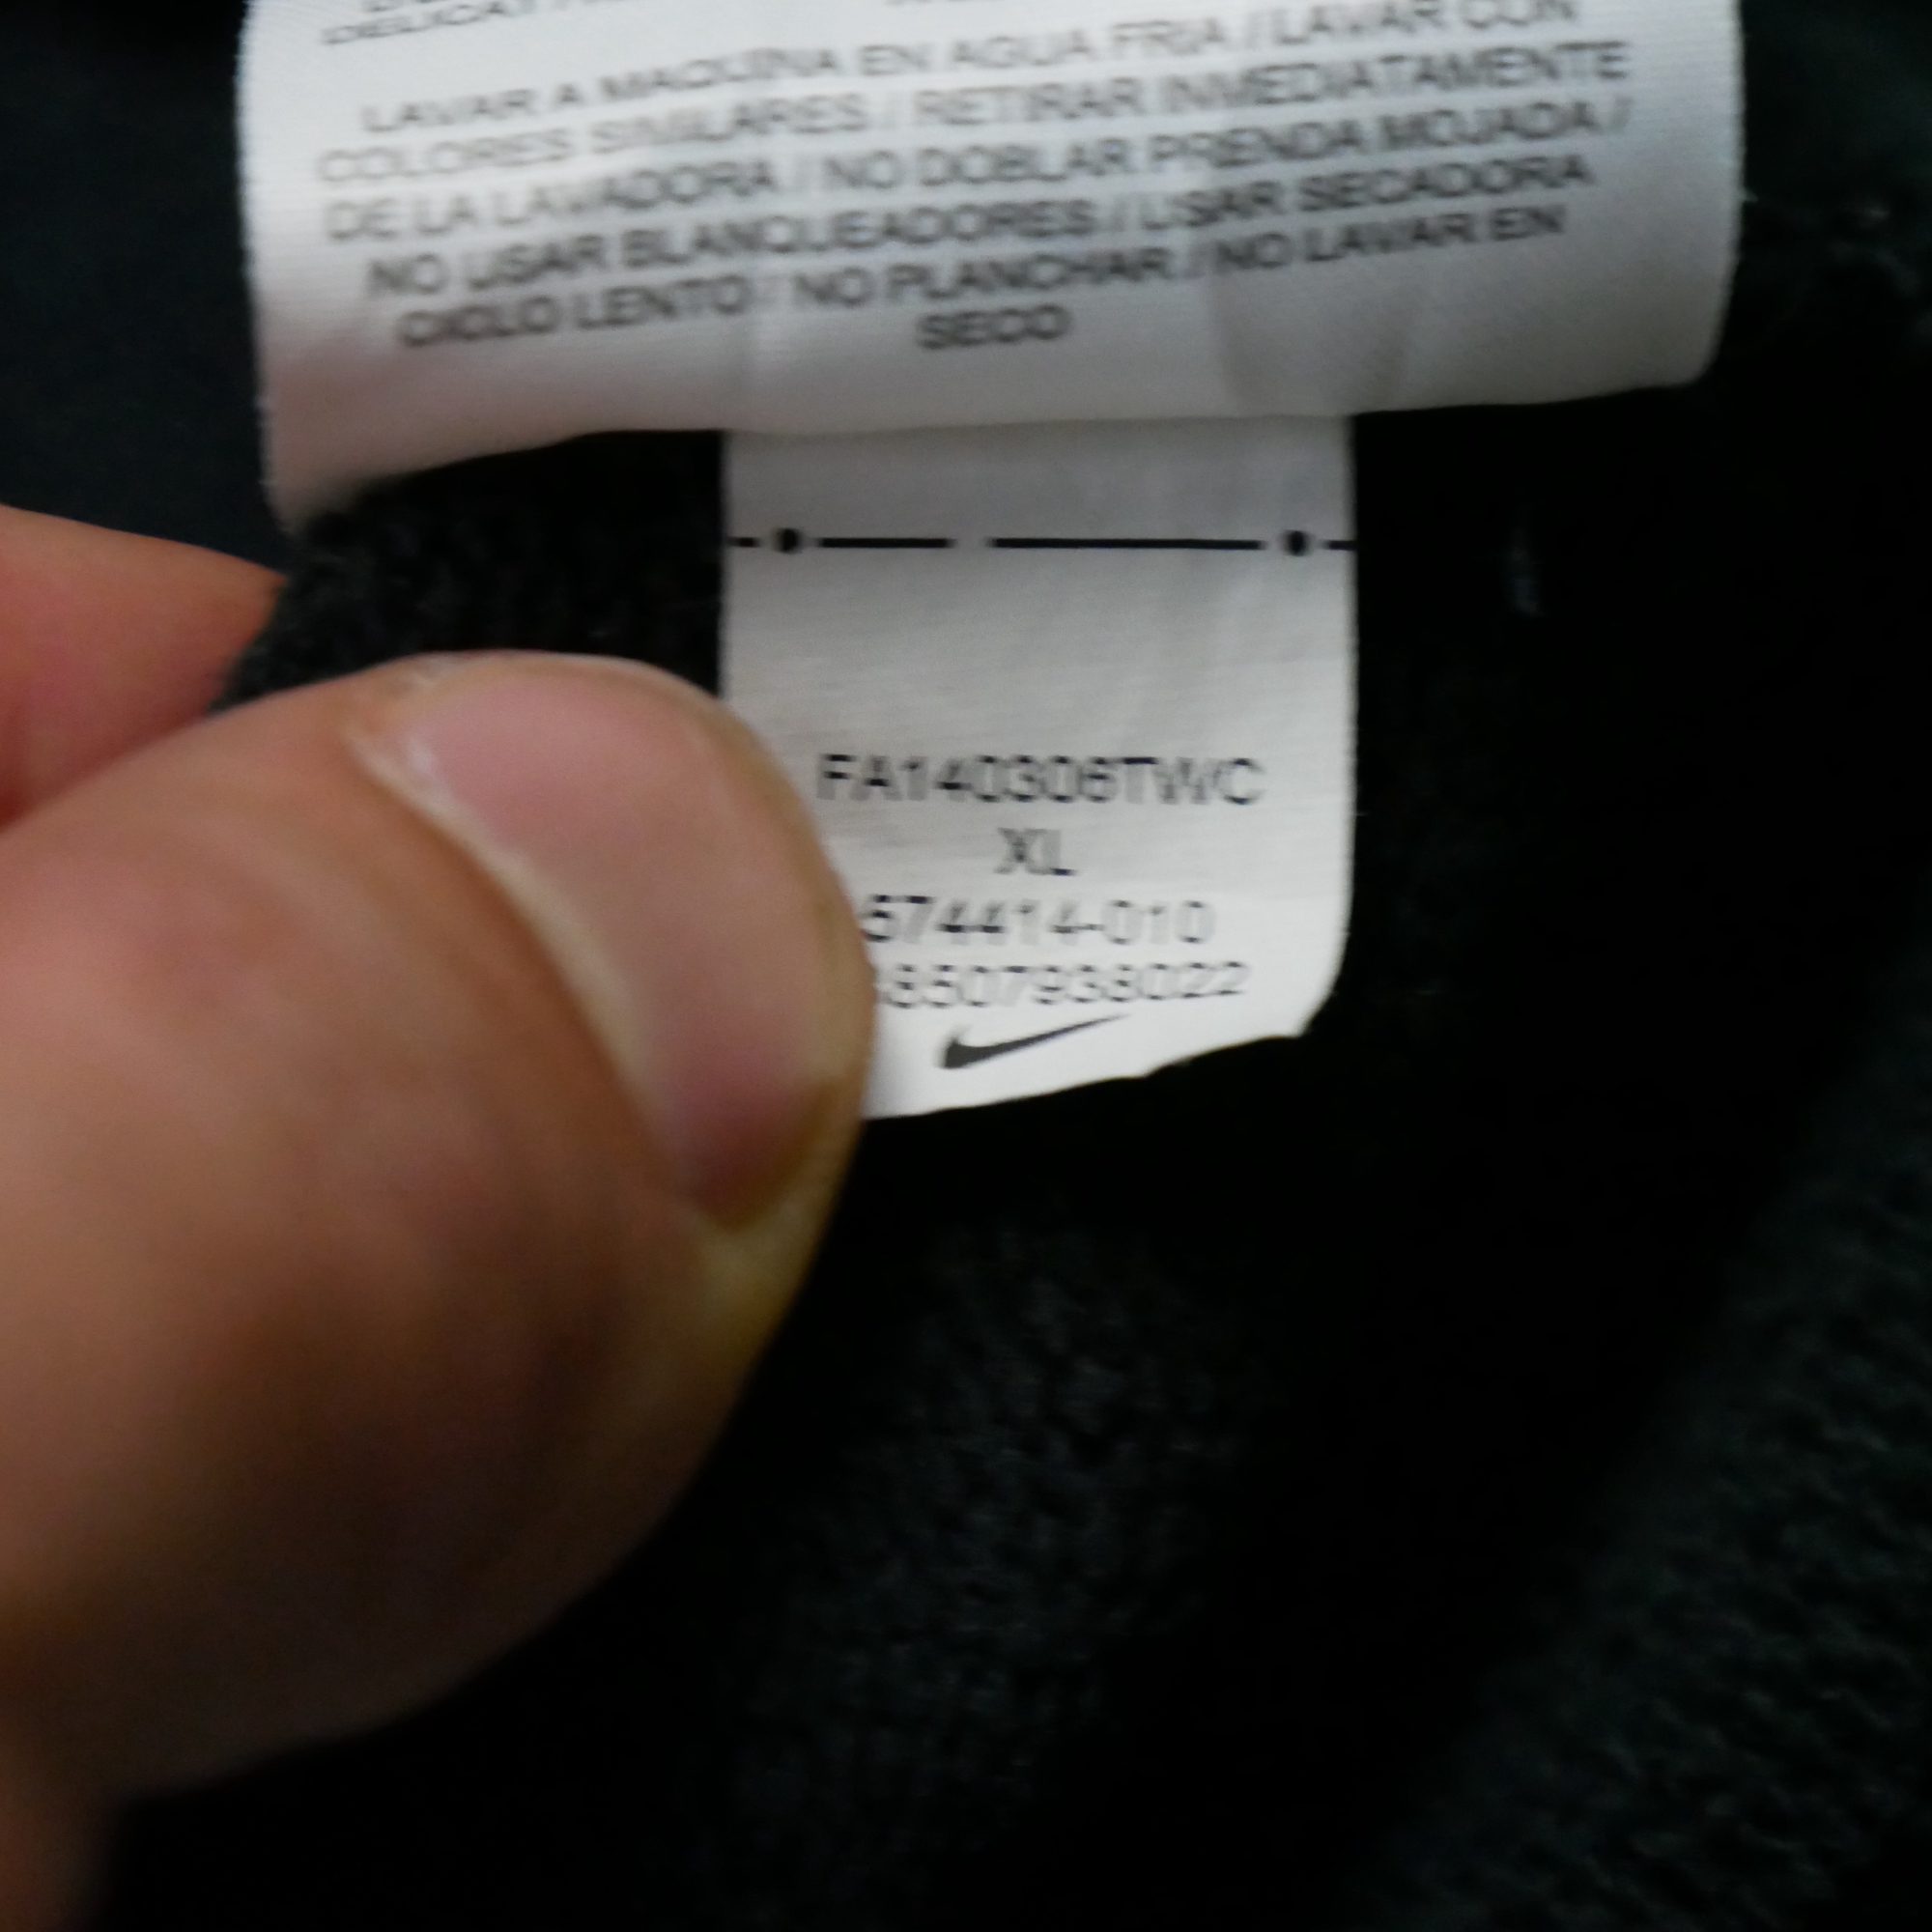 LAVAR A MAQUINA EN AGUA FRIA / LAVAR CON
COLORES SIMILARES / RETIRAR INMEDIATAMENTE
DE LA LAVADORA / NO DOBLAR PRENDA MOJADA /
NO USAR BLANQUEADORES / USAR SECADORA
CICLO LENTO / NO PLANCHAR / NO LAVAR EN
SECO
FA140306TWC
XL
574414-010
8507938022